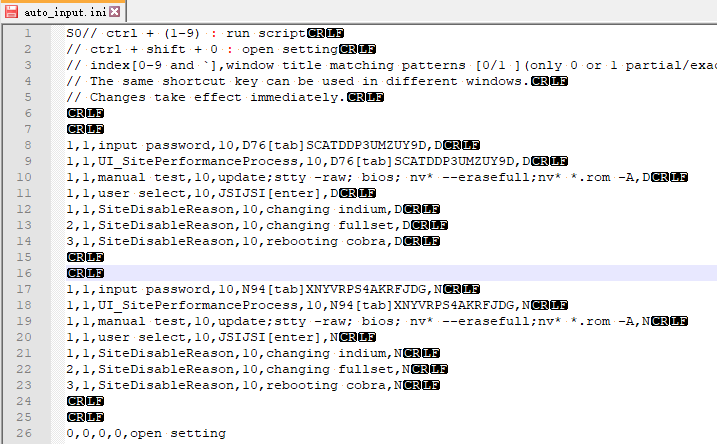 auto_input.ini
1 S0// ctrl + (1-9) : run scriptCRLF
2 // ctrl + shift + 0 : open settingCRLF
3 // index[0-9 and `],window title matching patterns [0/1 ](only 0 or 1 partial/exac
4 // The same shortcut key can be used in different windows.CRLF
5 // Changes take effect immediately.CRLF
6 CRLF
7 CRLF
8 1,1,input password,10,D76[tab]SCATDDP3UMZUY9D,DCRLF
9 1,1,UI_SitePerformanceProcess,10,D76[tab]SCATDDP3UMZUY9D,DCRLF
10 1,1,manual test,10,update;stty -raw; bios; nv* --erasefull;nv* *.rom -A,DCRLF
11 1,1,user select,10,JSIJSI[enter],DCRLF
12 1,1,SiteDisableReason,10,changing indium,DCRLF
13 2,1,SiteDisableReason,10,changing fullset,DCRLF
14 3,1,SiteDisableReason,10,rebooting cobra,DCRLF
15 CRLF
16 CRLF
17 1,1,input password,10,N94[tab]XNYVRPS4AKRFJDG,NCRLF
18 1,1,UI_SitePerformanceProcess,10,N94[tab]XNYVRPS4AKRFJDG,NCRLF
19 1,1,manual test,10,update;stty -raw; bios; nv* --erasefull;nv* *.rom -A,NCRLF
20 1,1,user select,10,JSIJSI[enter],NCRLF
21 1,1,SiteDisableReason,10,changing indium,NCRLF
22 2,1,SiteDisableReason,10,changing fullset,NCRLF
23 3,1,SiteDisableReason,10,rebooting cobra,NCRLF
24 CRLF
25 CRLF
26 0,0,0,0,open setting